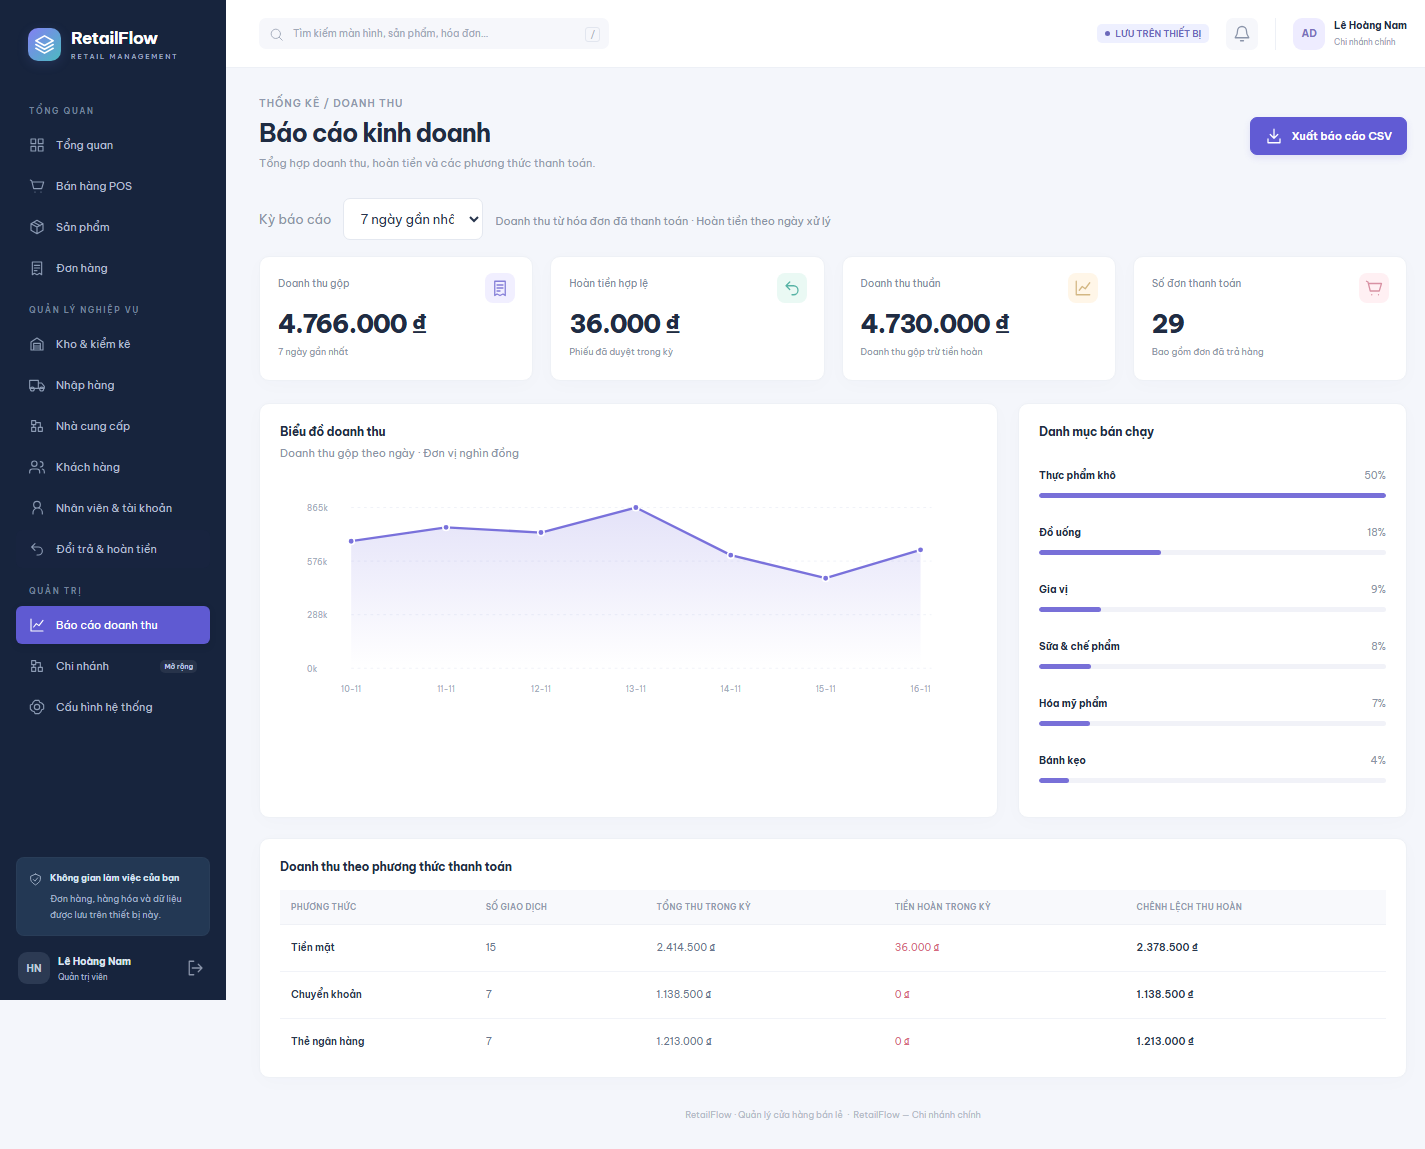 RetailFlow
RETAIL MANAGEMENT
TỔNG QUAN
Tổng quan
Bán hàng POS
Sản phẩm
Đơn hàng
QUẢN LÝ NGHIỆP VỤ
Kho & kiểm kê
Nhập hàng
Nhà cung cấp
Khách hàng
Nhân viên & tài khoản
Đổi trả & hoàn tiền
QUẢN TRỊ
Báo cáo doanh thu
Chi nhánh Mở rộng
Cấu hình hệ thống
Không gian làm việc của bạn
Đơn hàng, hàng hóa và dữ liệu
được lưu trên thiết bị này.
HN
Lê Hoàng Nam
Quản trị viên
Tìm kiếm màn hình, sản phẩm, hóa đơn... /
LƯU TRÊN THIẾT BỊ
AD
Lê Hoàng Nam
Chi nhánh chính
THỐNG KÊ / DOANH THU
Báo cáo kinh doanh
Tổng hợp doanh thu, hoàn tiền và các phương thức thanh toán.
Xuất báo cáo CSV
Kỳ báo cáo 7 ngày gần nhấ Doanh thu từ hóa đơn đã thanh toán · Hoàn tiền theo ngày xử lý
Doanh thu gộp
4.766.000 ₫
7 ngày gần nhất
Hoàn tiền hợp lệ
36.000 ₫
Phiếu đã duyệt trong kỳ
Doanh thu thuần
4.730.000 ₫
Doanh thu gộp trừ tiền hoàn
Số đơn thanh toán
29
Bao gồm đơn đã trả hàng
Biểu đồ doanh thu
Doanh thu gộp theo ngày · Đơn vị nghìn đồng
865k
576k
288k
0k
10-11 11-11 12-11 13-11 14-11 15-11 16-11
Danh mục bán chạy
Thực phẩm khô 50%
Đồ uống 18%
Gia vị 9%
Sữa & chế phẩm 8%
Hóa mỹ phẩm 7%
Bánh kẹo 4%
Doanh thu theo phương thức thanh toán
PHƯƠNG THỨC SỐ GIAO DỊCH TỔNG THU TRONG KỲ TIỀN HOÀN TRONG KỲ CHÊNH LỆCH THU HOÀN
Tiền mặt 15 2.414.500 ₫ 36.000 ₫ 2.378.500 ₫
Chuyển khoản 7 1.138.500 ₫ 0 ₫ 1.138.500 ₫
Thẻ ngân hàng 7 1.213.000 ₫ 0 ₫ 1.213.000 ₫
RetailFlow · Quản lý cửa hàng bán lẻ · RetailFlow — Chi nhánh chính